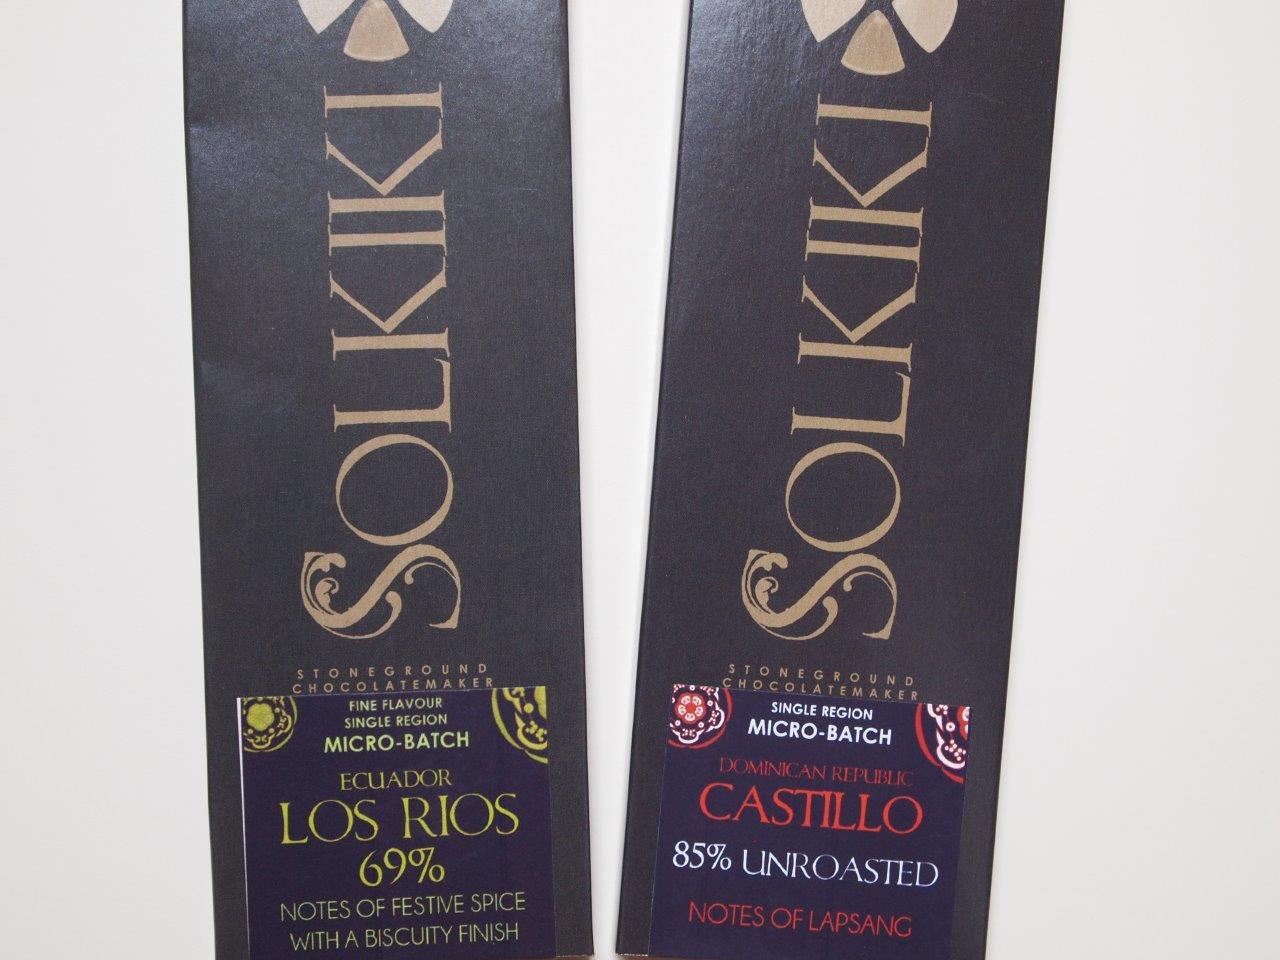 SOLKIKI
STONEGROUND
CHOCOLATEMAKER
FINE FLAVOUR
SINGLE REGION
MICRO-BATCH
ECUADOR
LOS RIOS
69%
NOTES OF FESTIVE SPICE
WITH A BISCUITY FINISH
SOLKIKI
STONEGROUND
CHOCOLATEMAKER
SINGLE REGION
MICRO-BATCH
DOMINICAN REPUBLIC
CASTILLO
85% UNROASTED
NOTES OF LAPSANG